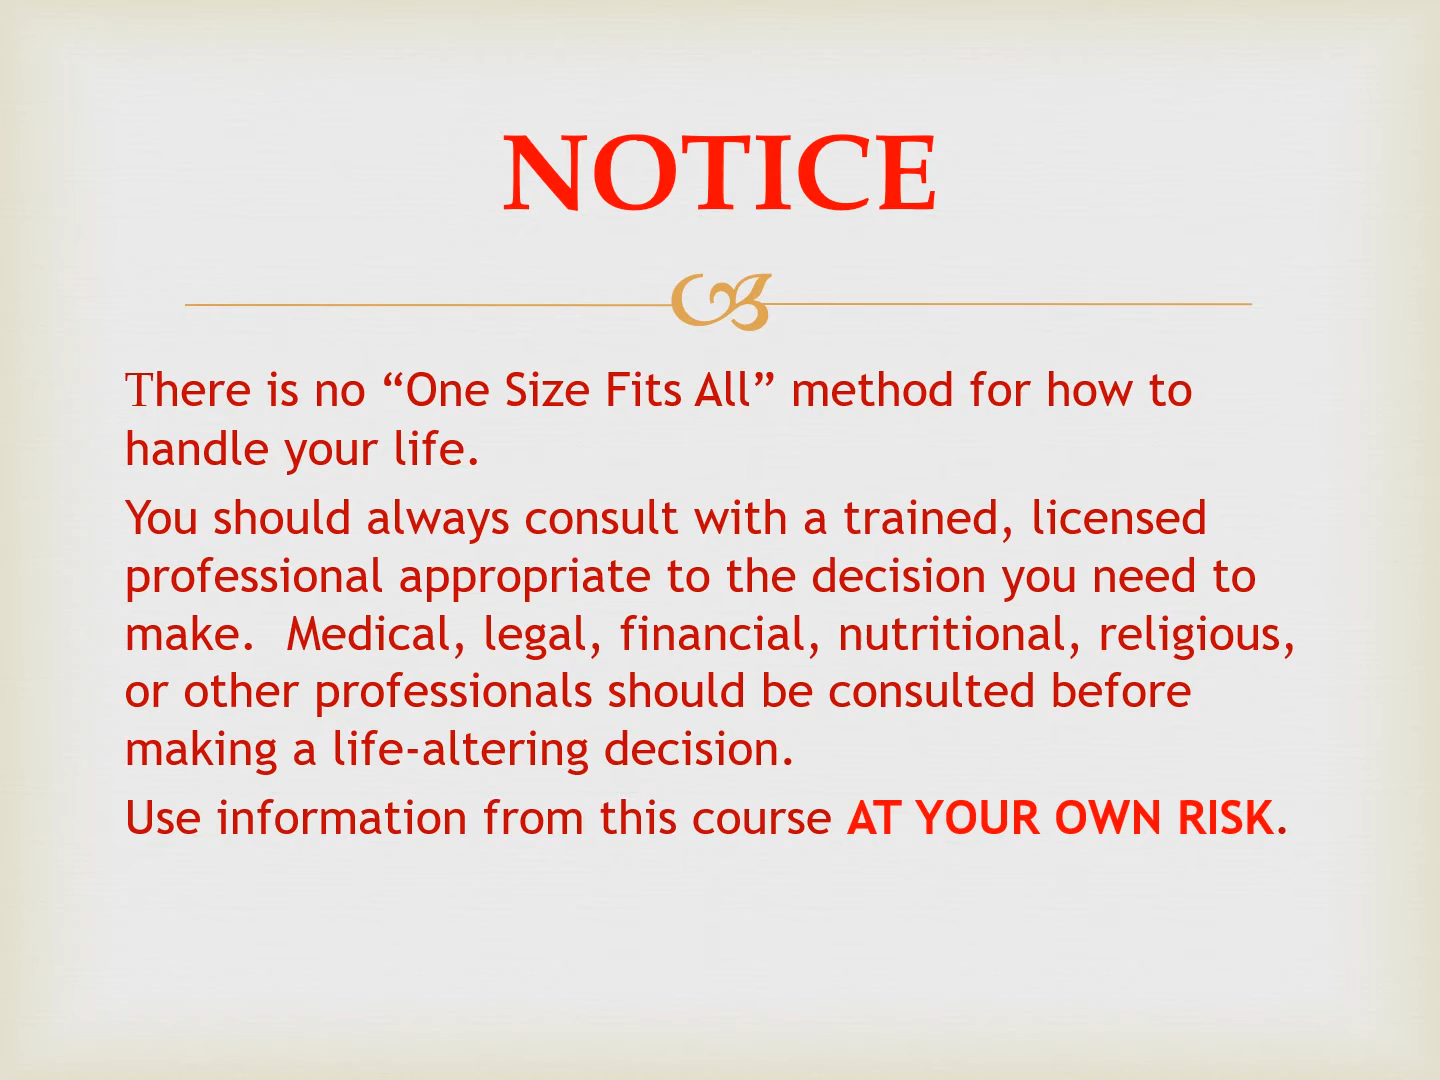 NOTICE
There is no “One Size Fits All” method for how to
handle your life.
You should always consult with a trained, licensed
professional appropriate to the decision you need to
make.  Medical, legal, financial, nutritional, religious,
or other professionals should be consulted before
making a life-altering decision.
Use information from this course AT YOUR OWN RISK.